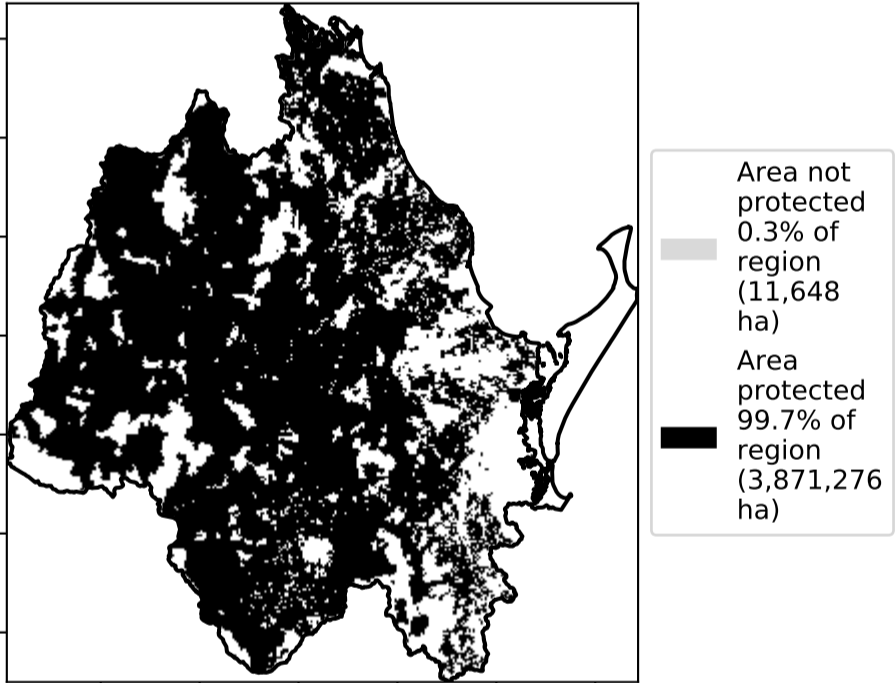 Area not
protected
0.3% of
region
(11,648
ha)
Area
protected
99.7% of
region
(3,871,276
ha)